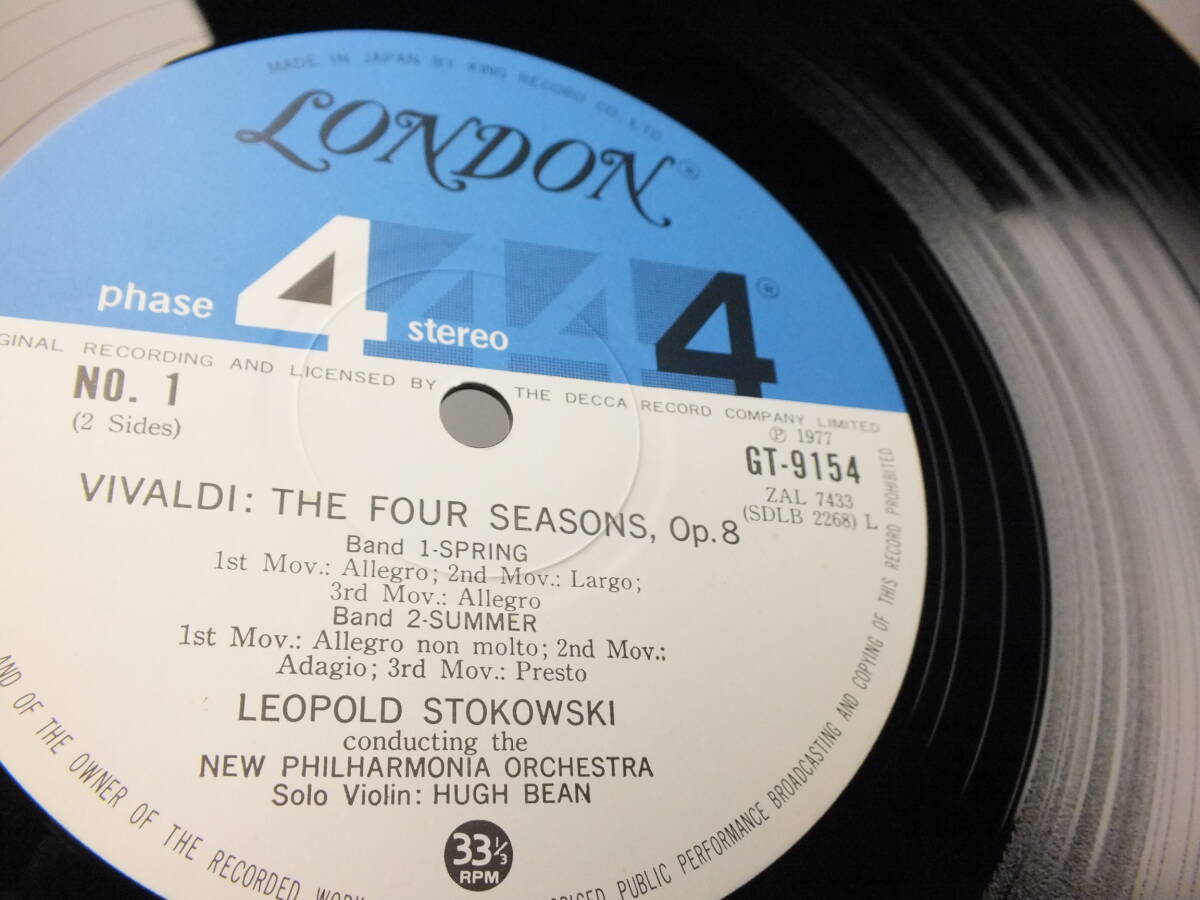 MADE IN JAPAN BY KING RECORD CO., LTD.
LONDON ®
phase 4 stereo 4 ®
GINAL RECORDING AND LICENSED BY THE DECCA RECORD COMPANY LIMITED
NO. 1
(2 Sides)
Ⓟ 1977
GT-9154
ZAL 7433
(SDLB 2268) L
VIVALDI: THE FOUR SEASONS, Op.8
Band 1-SPRING
1st Mov.: Allegro; 2nd Mov.: Largo;
3rd Mov.: Allegro
Band 2-SUMMER
1st Mov.: Allegro non molto; 2nd Mov.:
Adagio; 3rd Mov.: Presto
LEOPOLD STOKOWSKI
conducting the
NEW PHILHARMONIA ORCHESTRA
Solo Violin: HUGH BEAN
33 1/3
RPM
AND OF THE OWNER OF THE RECORDED WOR
RISED PUBLIC PERFORMANCE BROADCASTING AND COPYING OF THIS RECORD PROHIBITED